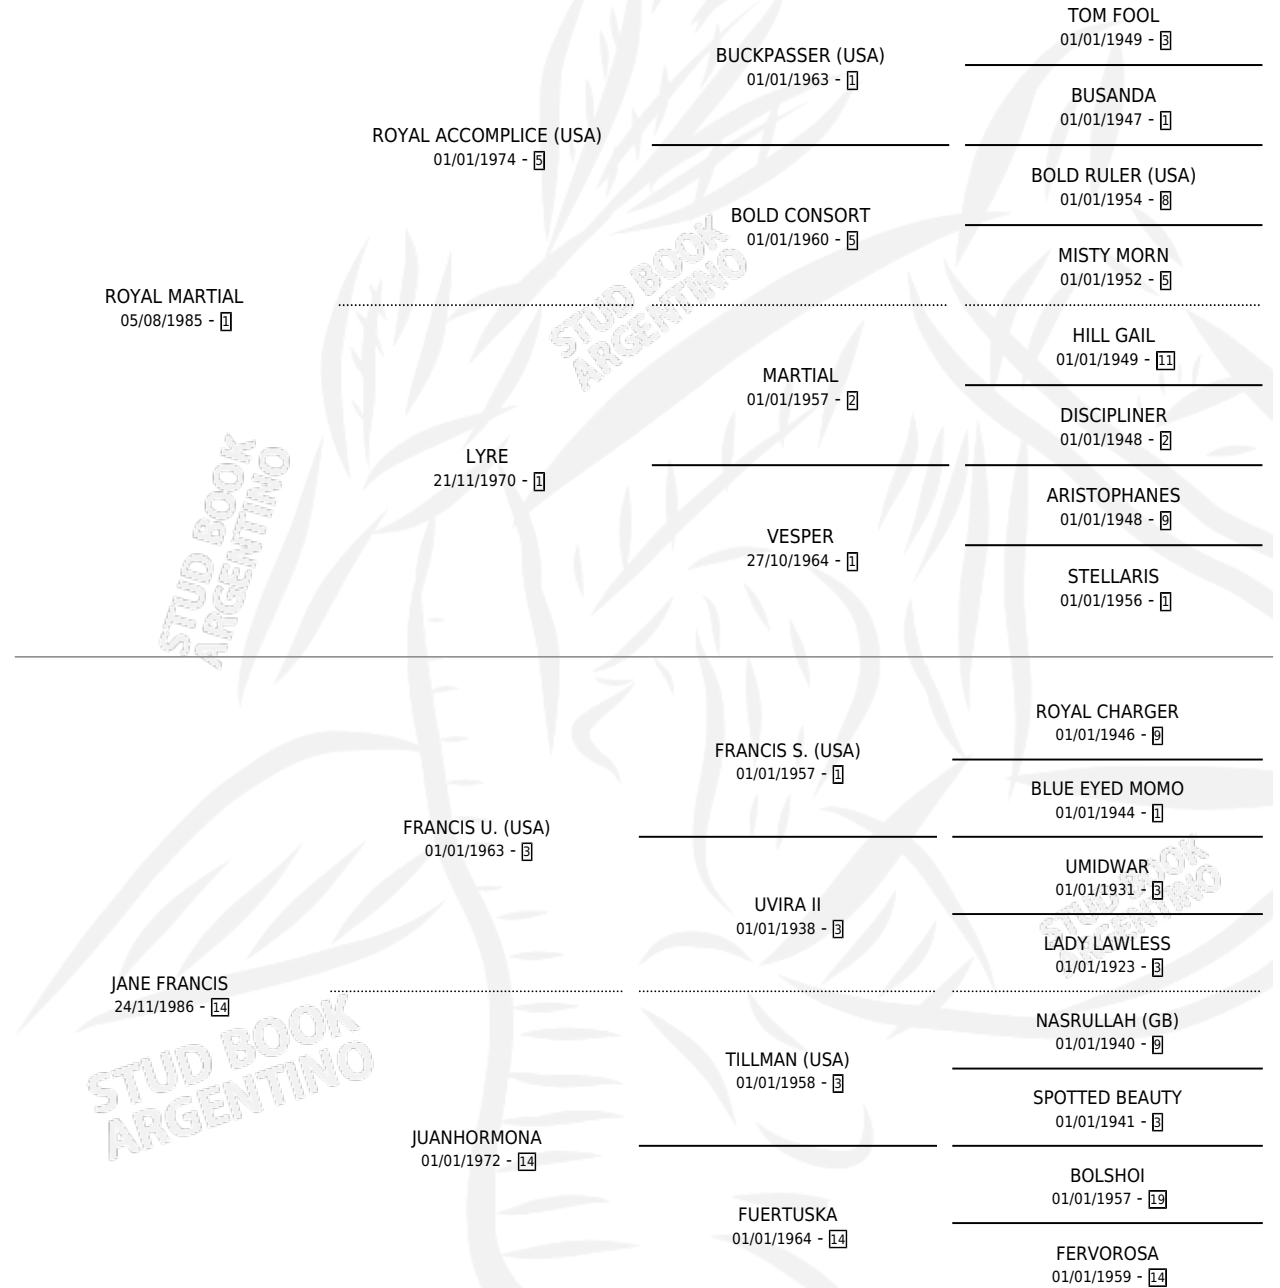 TOM FOOL
01/01/1949 - 3
BUCKPASSER (USA)
01/01/1963 - 1
BUSANDA
01/01/1947 - 1
ROYAL ACCOMPLICE (USA)
01/01/1974 - 5
BOLD RULER (USA)
01/01/1954 - 8
BOLD CONSORT
01/01/1960 - 5
MISTY MORN
01/01/1952 - 5
ROYAL MARTIAL
05/08/1985 - 1
HILL GAIL
01/01/1949 - 11
MARTIAL
01/01/1957 - 2
DISCIPLINER
01/01/1948 - 2
LYRE
21/11/1970 - 1
ARISTOPHANES
01/01/1948 - 9
VESPER
27/10/1964 - 1
STELLARIS
01/01/1956 - 1
STUD BOOK
ARGENTINO
STUD BOOK
ARGENTINO
ROYAL CHARGER
01/01/1946 - 9
FRANCIS S. (USA)
01/01/1957 - 1
BLUE EYED MOMO
01/01/1944 - 1
FRANCIS U. (USA)
01/01/1963 - 3
UMIDWAR
01/01/1931 - 3
UVIRA II
01/01/1938 - 3
LADY LAWLESS
01/01/1923 - 3
JANE FRANCIS
24/11/1986 - 14
NASRULLAH (GB)
01/01/1940 - 9
TILLMAN (USA)
01/01/1958 - 3
SPOTTED BEAUTY
01/01/1941 - 3
JUANHORMONA
01/01/1972 - 14
BOLSHOI
01/01/1957 - 19
FUERTUSKA
01/01/1964 - 14
FERVOROSA
01/01/1959 - 14
STUD BOOK
ARGENTINO
STUD BOOK
ARGENTINO